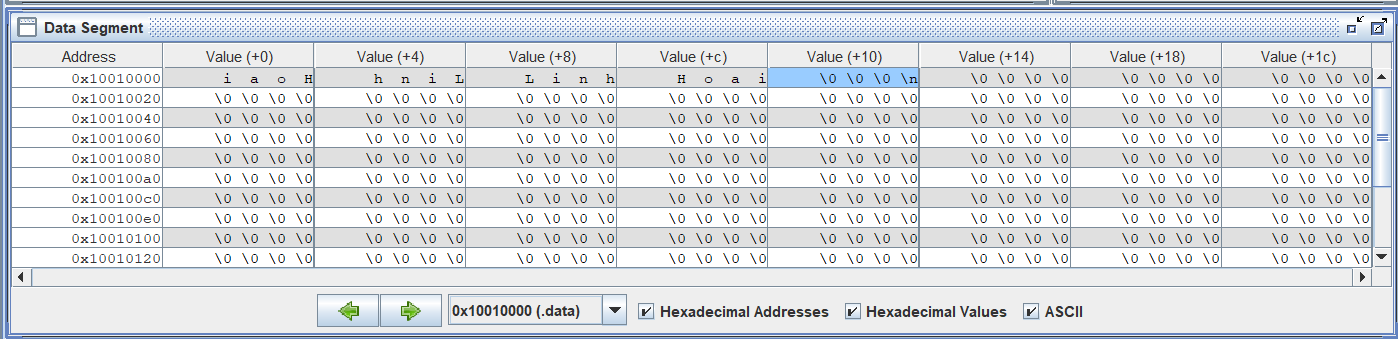 Data Segment
Address Value (+0) Value (+4) Value (+8) Value (+c) Value (+10) Value (+14) Value (+18) Value (+1c)
0x10010000 i a o H h n i L L i n h H o a i \0 \0 \0 \n \0 \0 \0 \0 \0 \0 \0 \0 \0 \0 \0 \0
0x10010020 \0 \0 \0 \0 \0 \0 \0 \0 \0 \0 \0 \0 \0 \0 \0 \0 \0 \0 \0 \0 \0 \0 \0 \0 \0 \0 \0 \0 \0 \0 \0 \0
0x10010040 \0 \0 \0 \0 \0 \0 \0 \0 \0 \0 \0 \0 \0 \0 \0 \0 \0 \0 \0 \0 \0 \0 \0 \0 \0 \0 \0 \0 \0 \0 \0 \0
0x10010060 \0 \0 \0 \0 \0 \0 \0 \0 \0 \0 \0 \0 \0 \0 \0 \0 \0 \0 \0 \0 \0 \0 \0 \0 \0 \0 \0 \0 \0 \0 \0 \0
0x10010080 \0 \0 \0 \0 \0 \0 \0 \0 \0 \0 \0 \0 \0 \0 \0 \0 \0 \0 \0 \0 \0 \0 \0 \0 \0 \0 \0 \0 \0 \0 \0 \0
0x100100a0 \0 \0 \0 \0 \0 \0 \0 \0 \0 \0 \0 \0 \0 \0 \0 \0 \0 \0 \0 \0 \0 \0 \0 \0 \0 \0 \0 \0 \0 \0 \0 \0
0x100100c0 \0 \0 \0 \0 \0 \0 \0 \0 \0 \0 \0 \0 \0 \0 \0 \0 \0 \0 \0 \0 \0 \0 \0 \0 \0 \0 \0 \0 \0 \0 \0 \0
0x100100e0 \0 \0 \0 \0 \0 \0 \0 \0 \0 \0 \0 \0 \0 \0 \0 \0 \0 \0 \0 \0 \0 \0 \0 \0 \0 \0 \0 \0 \0 \0 \0 \0
0x10010100 \0 \0 \0 \0 \0 \0 \0 \0 \0 \0 \0 \0 \0 \0 \0 \0 \0 \0 \0 \0 \0 \0 \0 \0 \0 \0 \0 \0 \0 \0 \0 \0
0x10010120 \0 \0 \0 \0 \0 \0 \0 \0 \0 \0 \0 \0 \0 \0 \0 \0 \0 \0 \0 \0 \0 \0 \0 \0 \0 \0 \0 \0 \0 \0 \0 \0
0x10010000 (.data) Hexadecimal Addresses Hexadecimal Values ASCII